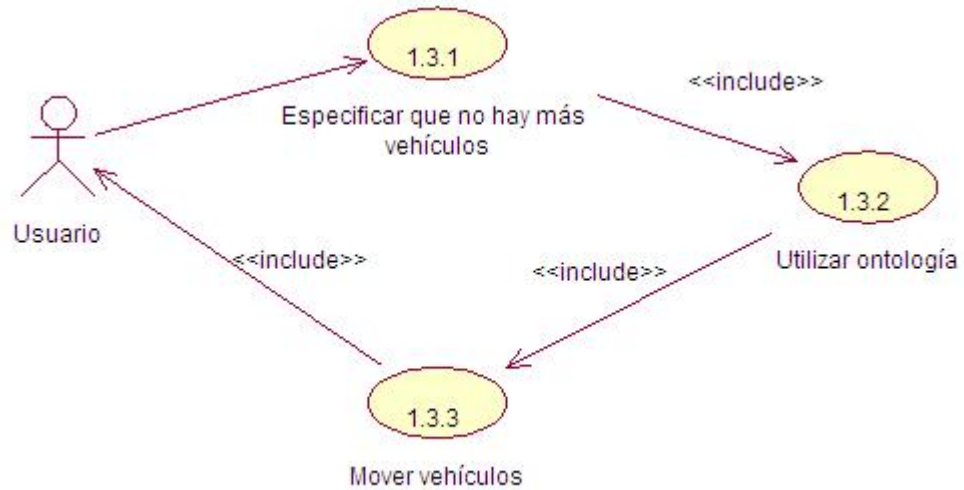 1.3.1
<<include>>
Especificar que no hay más
vehículos
1.3.2
Usuario
<<include>>
<<include>>
Utilizar ontología
1.3.3
Mover vehículos